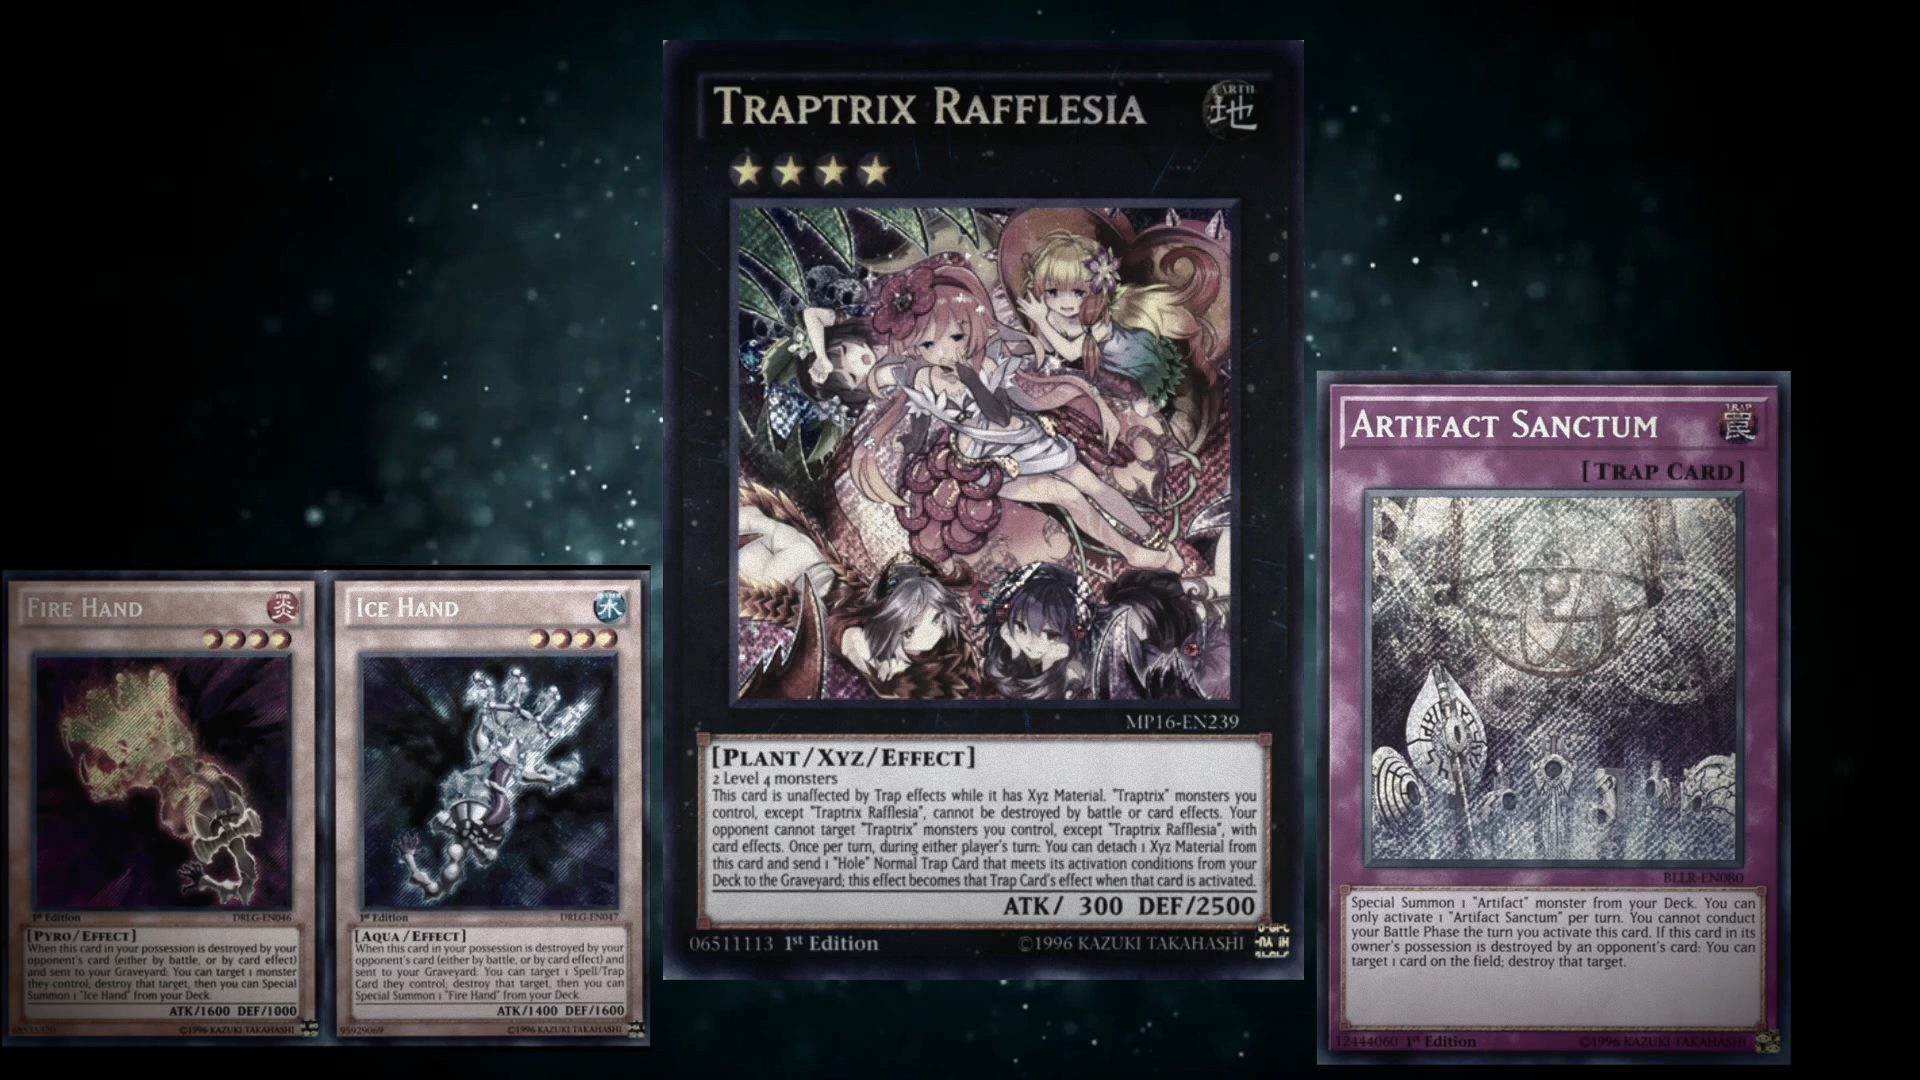 FIRE HAND
FIRE
炎
1st Edition
DRLG-EN046
[PYRO/EFFECT]
When this card in your possession is destroyed by your
opponent's card (either by battle, or by card effect)
and sent to your Graveyard: You can target 1 monster
they control; destroy that target, then you can Special
Summon 1 "Ice Hand" from your Deck.
ATK/1600 DEF/1000
©1996 KAZUKI TAKAHASHI
ICE HAND
WATER
水
1st Edition
DRLG-EN047
[AQUA/EFFECT]
When this card in your possession is destroyed by your
opponent's card (either by battle, or by card effect) and
sent to your Graveyard: You can target 1 Spell/Trap
Card they control; destroy that target, then you can
Special Summon 1 "Fire Hand" from your Deck.
ATK/1400 DEF/1600
95929069
©1996 KAZUKI TAKAHASHI
TRAPTRIX RAFFLESIA
EARTH
地
MP16-EN239
[PLANT/XYZ/EFFECT]
2 Level 4 monsters
This card is unaffected by Trap effects while it has Xyz Material. "Traptrix" monsters you
control, except "Traptrix Rafflesia", cannot be destroyed by battle or card effects. Your
opponent cannot target "Traptrix" monsters you control, except "Traptrix Rafflesia", with
card effects. Once per turn, during either player's turn: You can detach 1 Xyz Material from
this card and send 1 "Hole" Normal Trap Card that meets its activation conditions from your
Deck to the Graveyard; this effect becomes that Trap Card's effect when that card is activated.
ATK/ 300 DEF/2500
06511113 1st Edition
©1996 KAZUKI TAKAHASHI
ARTIFACT SANCTUM
TRAP
罠
[TRAP CARD]
BLLR-EN080
Special Summon 1 "Artifact" monster from your Deck. You can
only activate 1 "Artifact Sanctum" per turn. You cannot conduct
your Battle Phase the turn you activate this card. If this card in its
owner's possession is destroyed by an opponent's card: You can
target 1 card on the field; destroy that target.
12444060 1st Edition
©1996 KAZUKI TAKAHASHI